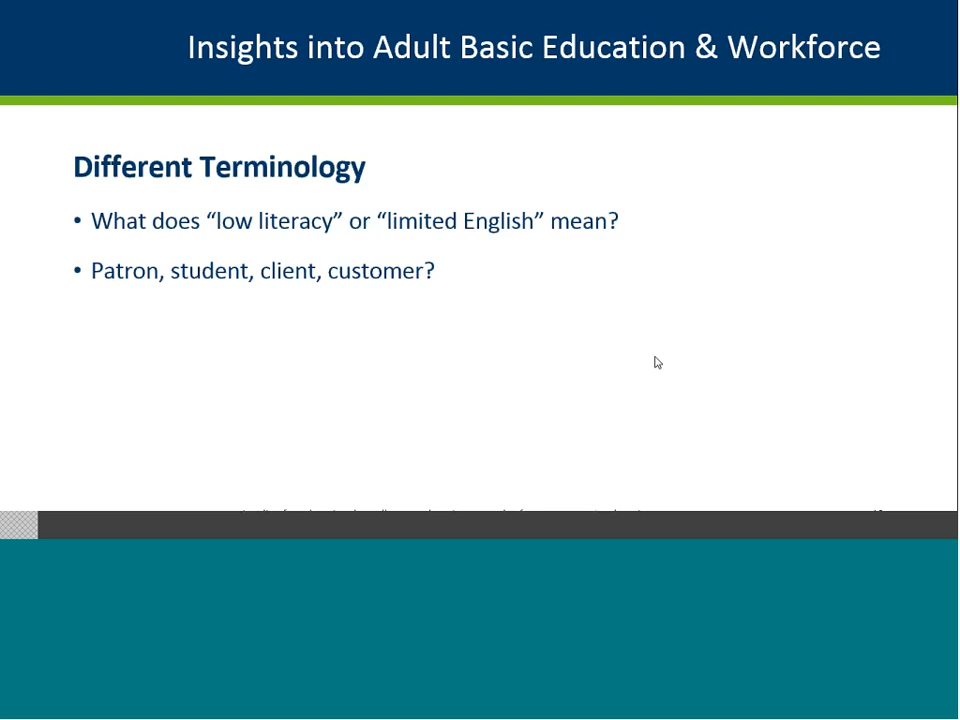 Insights into Adult Basic Education & Workforce
Different Terminology
• What does “low literacy” or “limited English” mean?
• Patron, student, client, customer?